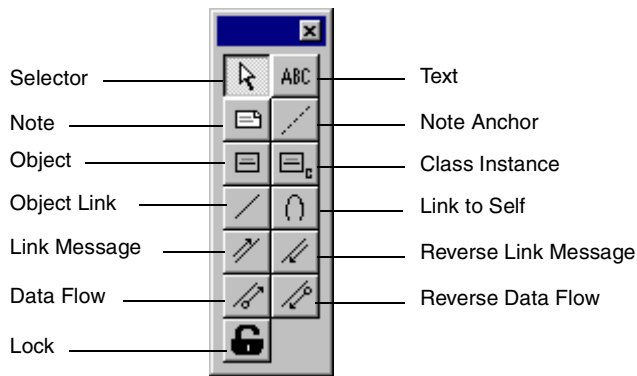 Selector
ABC
Text
Note
Note Anchor
Object
C
Class Instance
Object Link
Link to Self
Link Message
Reverse Link Message
Data Flow
Reverse Data Flow
Lock